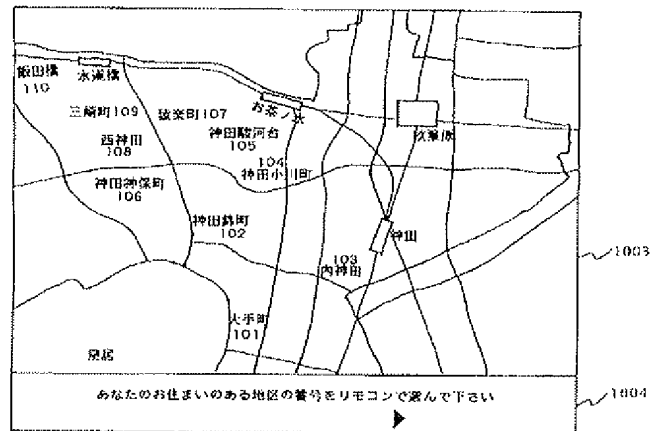 飯田橋
110
水道橋
三崎町109
猿楽町107
お茶ノ水
秋葉原
西神田
108
神田駿河台
105
104
神田小川町
神田神保町
106
神田錦町
102
神田
103
内神田
大手町
101
皇居
あなたのお住まいのある地区の番号をリモコンで選んで下さい
1003
1004